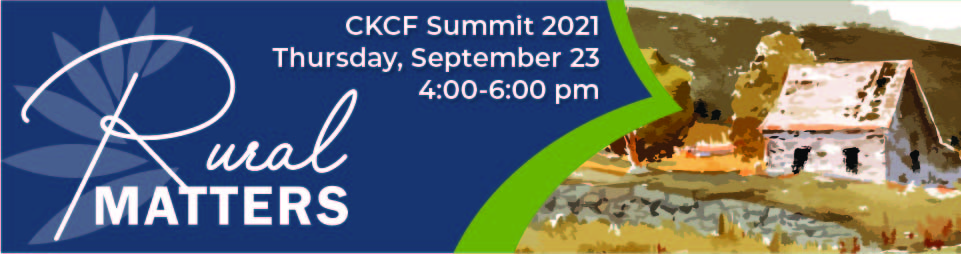 CKCF Summit 2021
Thursday, September 23
4:00-6:00 pm
Rural
MATTERS